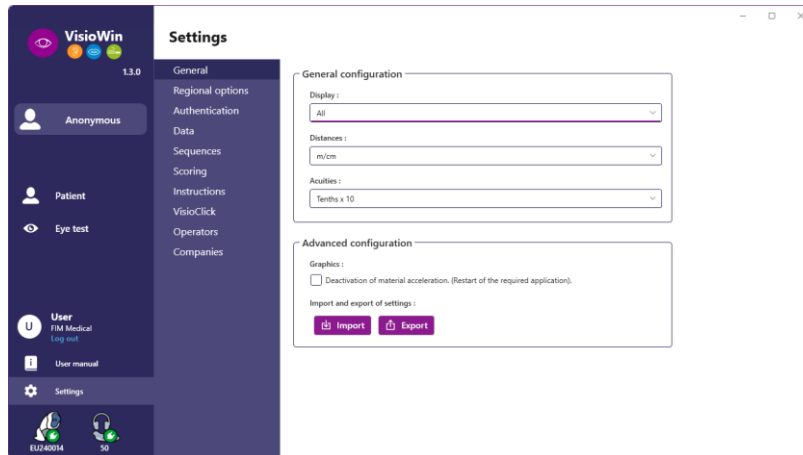 VisioWin
1.3.0
Anonymous
Patient
Eye test
U
User
FIM Medical
Log out
i
User manual
Settings
EU240014
50
Settings
General
Regional options
Authentication
Data
Sequences
Scoring
Instructions
VisioClick
Operators
Companies
General configuration
Display :
All
Distances :
m/cm
Acuities :
Tenths x 10
Advanced configuration
Graphics :
Deactivation of material acceleration. (Restart of the required application).
Import and export of settings :
Import
Export